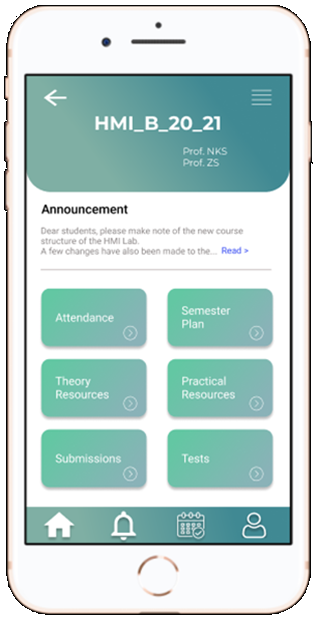 HMI_B_20_21
Prof. NKS
Prof. ZS
Announcement
Dear students, please make note of the new course
structure of the HMI Lab.
A few changes have also been made to the... Read >
Attendance
Semester
Plan
Theory
Resources
Practical
Resources
Submissions
Tests